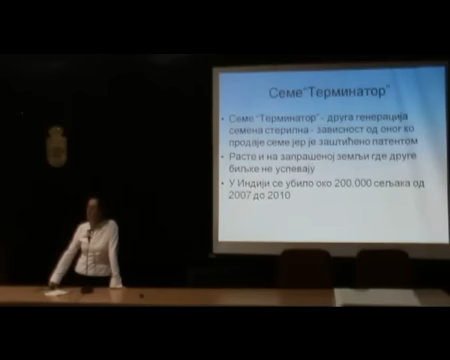 Семе“Терминатор”
• Семе “Терминатор” - друга генерација
семена стерилна - зависност од оног ко
продаје семе јер је заштићено патентом
• Расте и на запрашеној земљи где друге
биљке не успевају
• У Индији се убило око 200.000 сељака од
2007 до 2010